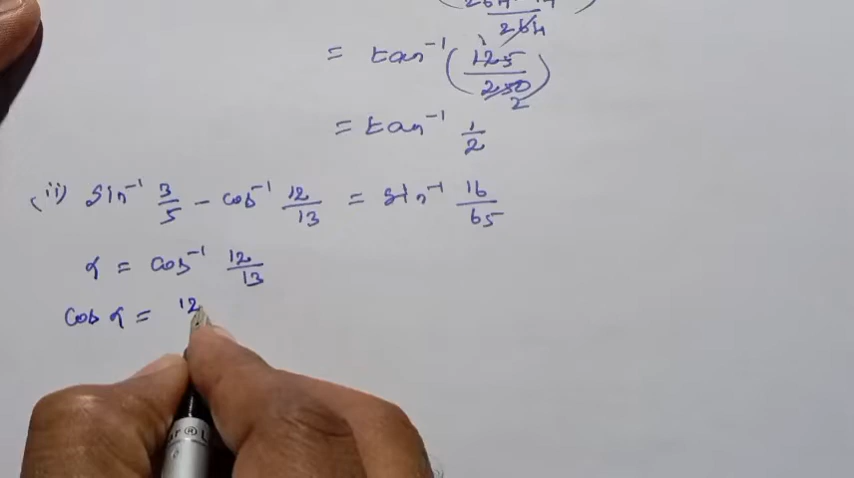 = tan⁻¹ (125/250) 1 2
= tan⁻¹ 1/2
(ii) Sin⁻¹ 3/5 - cos⁻¹ 12/13 = sin⁻¹ 16/65
α = cos⁻¹ 12/13
cos α = 12